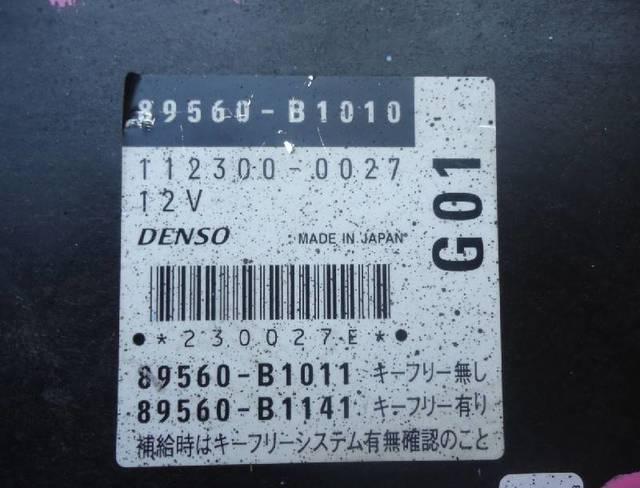 89560-B1010
112300-0027
12V
DENSO MADE IN JAPAN
G01
*230027E*
89560-B1011 キーフリー無し
89560-B1141 キーフリー有り
補給時はキーフリーシステム有無確認のこと